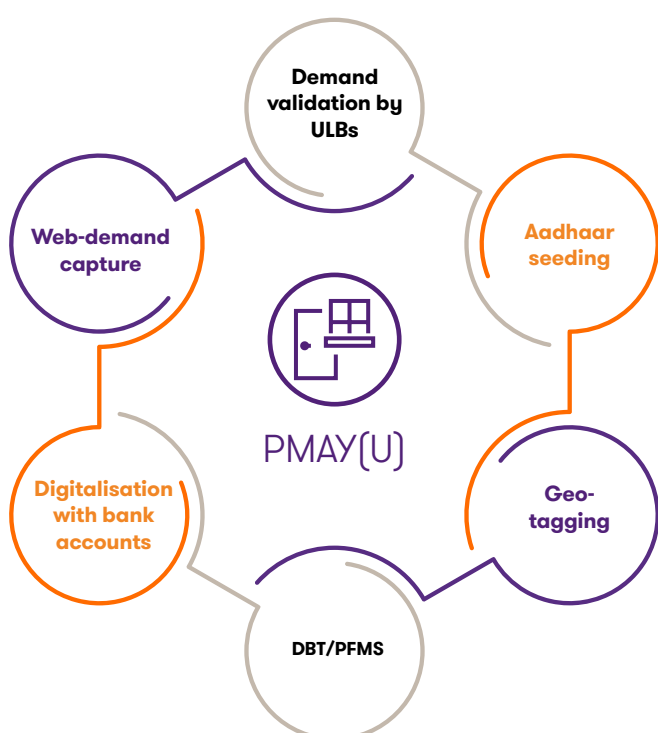 Demand
validation by
ULBs
Web-demand
capture
Aadhaar
seeding
PMAY(U)
Digitalisation
with bank
accounts
Geo-
tagging
DBT/PFMS